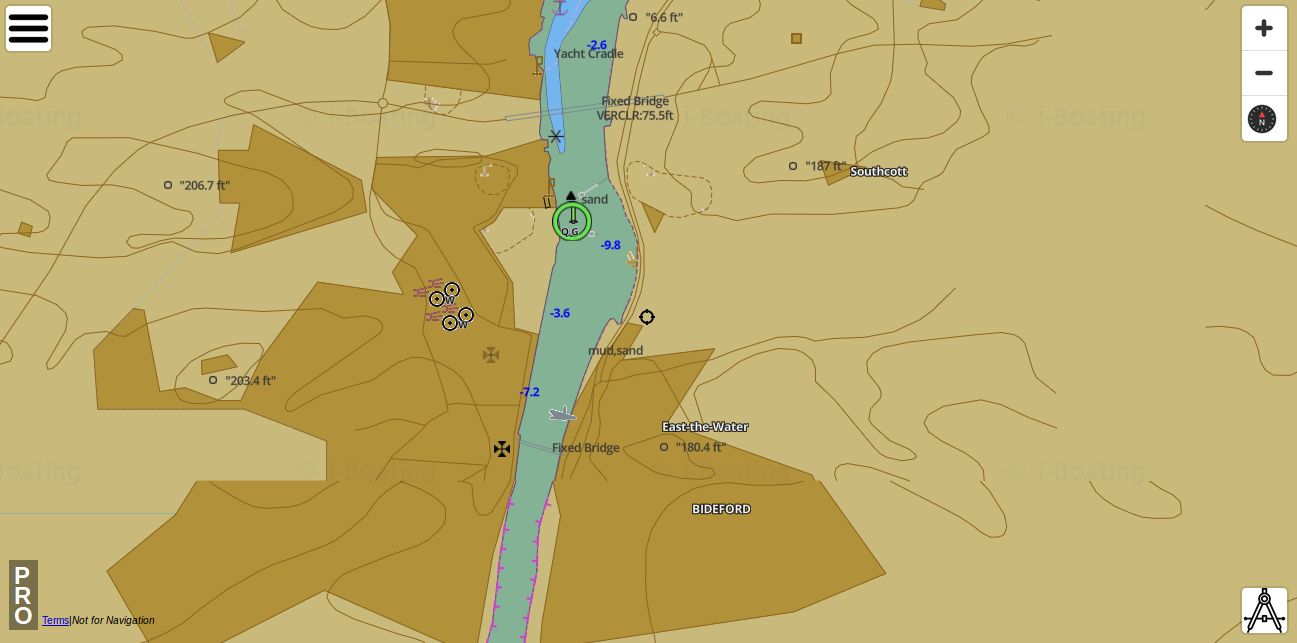 "6.6 ft"
-2.6
Yacht Cradle
Fixed Bridge
VERCLR:75.5ft
© i-Boating
© i-Boating
© i-Boating
© i-Boating
"187 ft"
Southcott
"206.7 ft"
sand
Q.G
-9.8
N
W
W
-3.6
mud,sand
"203.4 ft"
-7.2
East-the-Water
Fixed Bridge
"180.4 ft"
© i-Boating
© i-Boating
© i-Boating
© i-Boating
BIDEFORD
PRO
Terms|Not for Navigation